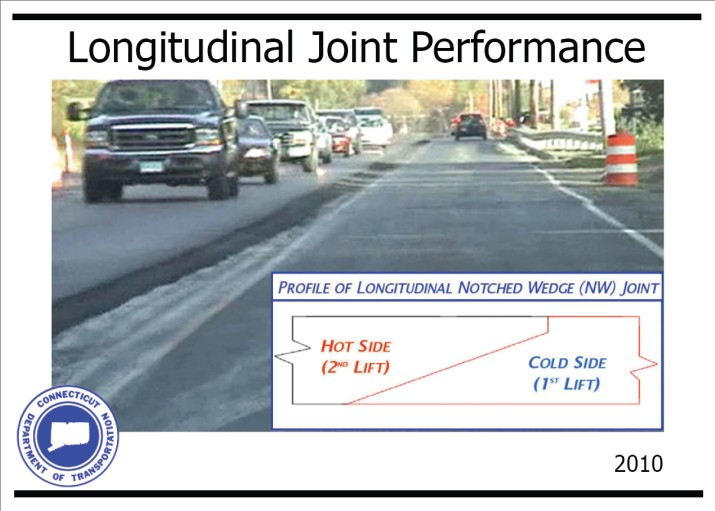 Longitudinal Joint Performance
PROFILE OF LONGITUDINAL NOTCHED WEDGE (NW) JOINT
HOT SIDE
(2ND LIFT)
COLD SIDE
(1ST LIFT)
CONNECTICUT
DEPARTMENT OF TRANSPORTATION
2010